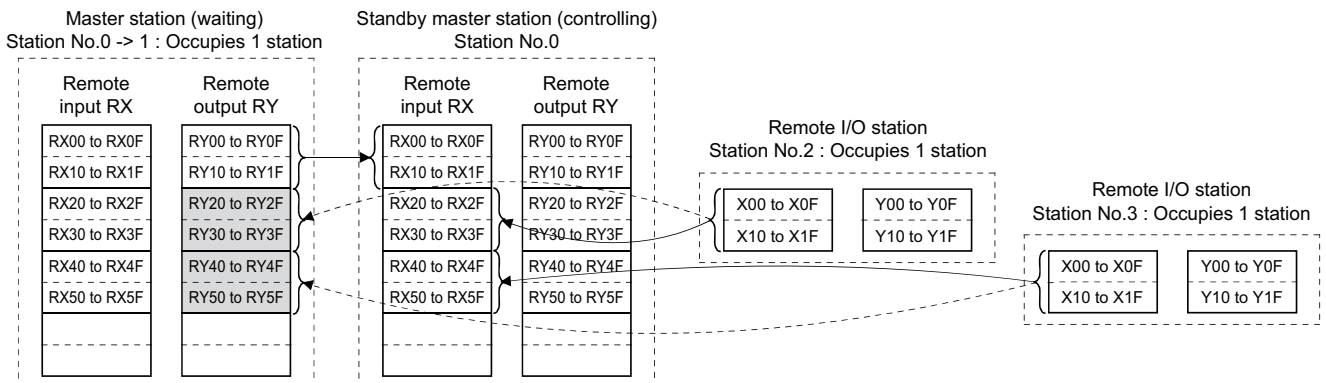 Master station (waiting)
Station No.0 -> 1 : Occupies 1 station
Remote
input RX
Remote
output RY
RX00 to RX0F
RX10 to RX1F
RX20 to RX2F
RX30 to RX3F
RX40 to RX4F
RX50 to RX5F
RY00 to RY0F
RY10 to RY1F
RY20 to RY2F
RY30 to RY3F
RY40 to RY4F
RY50 to RY5F
Standby master station (controlling)
Station No.0
Remote
input RX
Remote
output RY
RX00 to RX0F
RX10 to RX1F
RX20 to RX2F
RX30 to RX3F
RX40 to RX4F
RX50 to RX5F
RY00 to RY0F
RY10 to RY1F
RY20 to RY2F
RY30 to RY3F
RY40 to RY4F
RY50 to RY5F
Remote I/O station
Station No.2 : Occupies 1 station
X00 to X0F
X10 to X1F
Y00 to Y0F
Y10 to Y1F
Remote I/O station
Station No.3 : Occupies 1 station
X00 to X0F
X10 to X1F
Y00 to Y0F
Y10 to Y1F